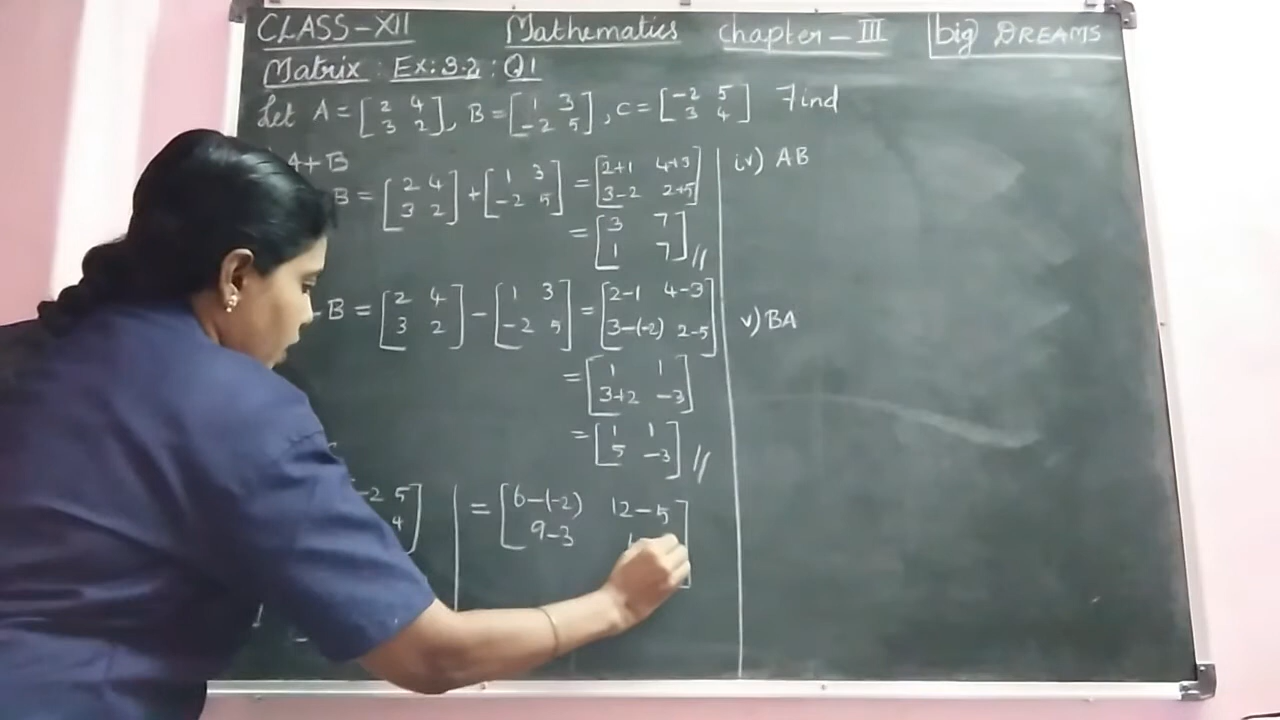 CLASS-XII Mathematics Chapter-III big DREAMS
Matrix: Ex:3.2: Q1
Let A = [2 4 3 2], B = [1 3 -2 5], C = [-2 5 3 4] Find
A+B
B = [2 4 3 2] + [1 3 -2 5] = [2+1 4+3 3-2 2+5]
= [3 7 1 7] //
-B = [2 4 3 2] - [1 3 -2 5] = [2-1 4-3 3-(-2) 2-5]
= [1 1 3+2 -3]
= [1 1 5 -3] //
-2 5 4] = [6-(-2) 12-5 9-3
iv) AB
v) BA